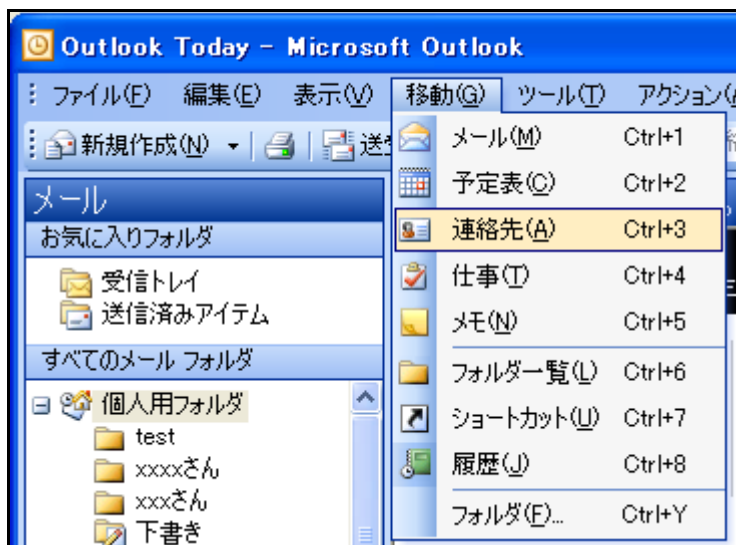 Outlook Today - Microsoft Outlook
ファイル(F) 編集(E) 表示(V) 移動(G) ツール(T) アクション(
新規作成(N)
メール
お気に入りフォルダ
受信トレイ
送信済みアイテム
すべてのメール フォルダ
個人用フォルダ
test
xxxxさん
xxxさん
下書き
メール(M) Ctrl+1
予定表(C) Ctrl+2
連絡先(A) Ctrl+3
仕事(T) Ctrl+4
メモ(N) Ctrl+5
フォルダ一覧(L) Ctrl+6
ショートカット(U) Ctrl+7
履歴(J) Ctrl+8
フォルダ(F)... Ctrl+Y